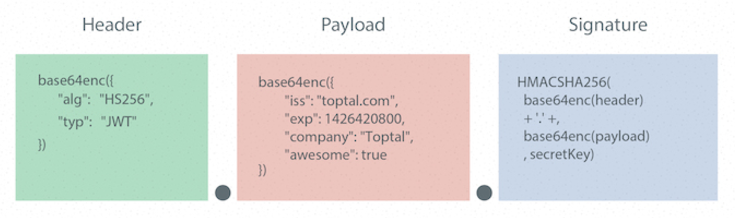 Header
base64enc({
"alg": "HS256",
"typ": "JWT"
})
Payload
base64enc({
"iss": "toptal.com",
"exp": 1426420800,
"company": "Toptal",
"awesome": true
})
Signature
HMACSHA256(
base64enc(header)
+ '.' +,
base64enc(payload)
, secretKey)